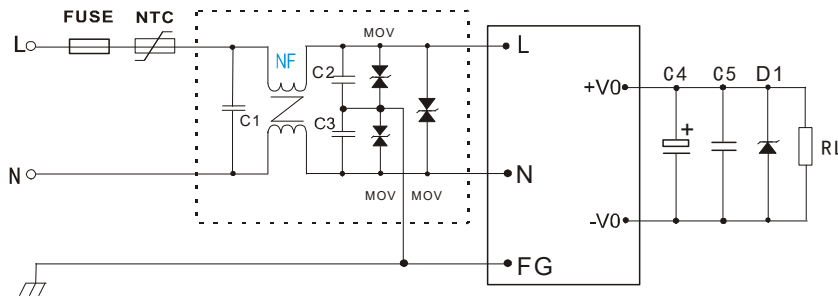 FUSE NTC
MOV
L
NF
L
C2
+V0
C4 C5 D1
C1
C3
+
RL
N
N
MOV MOV
-V0
FG